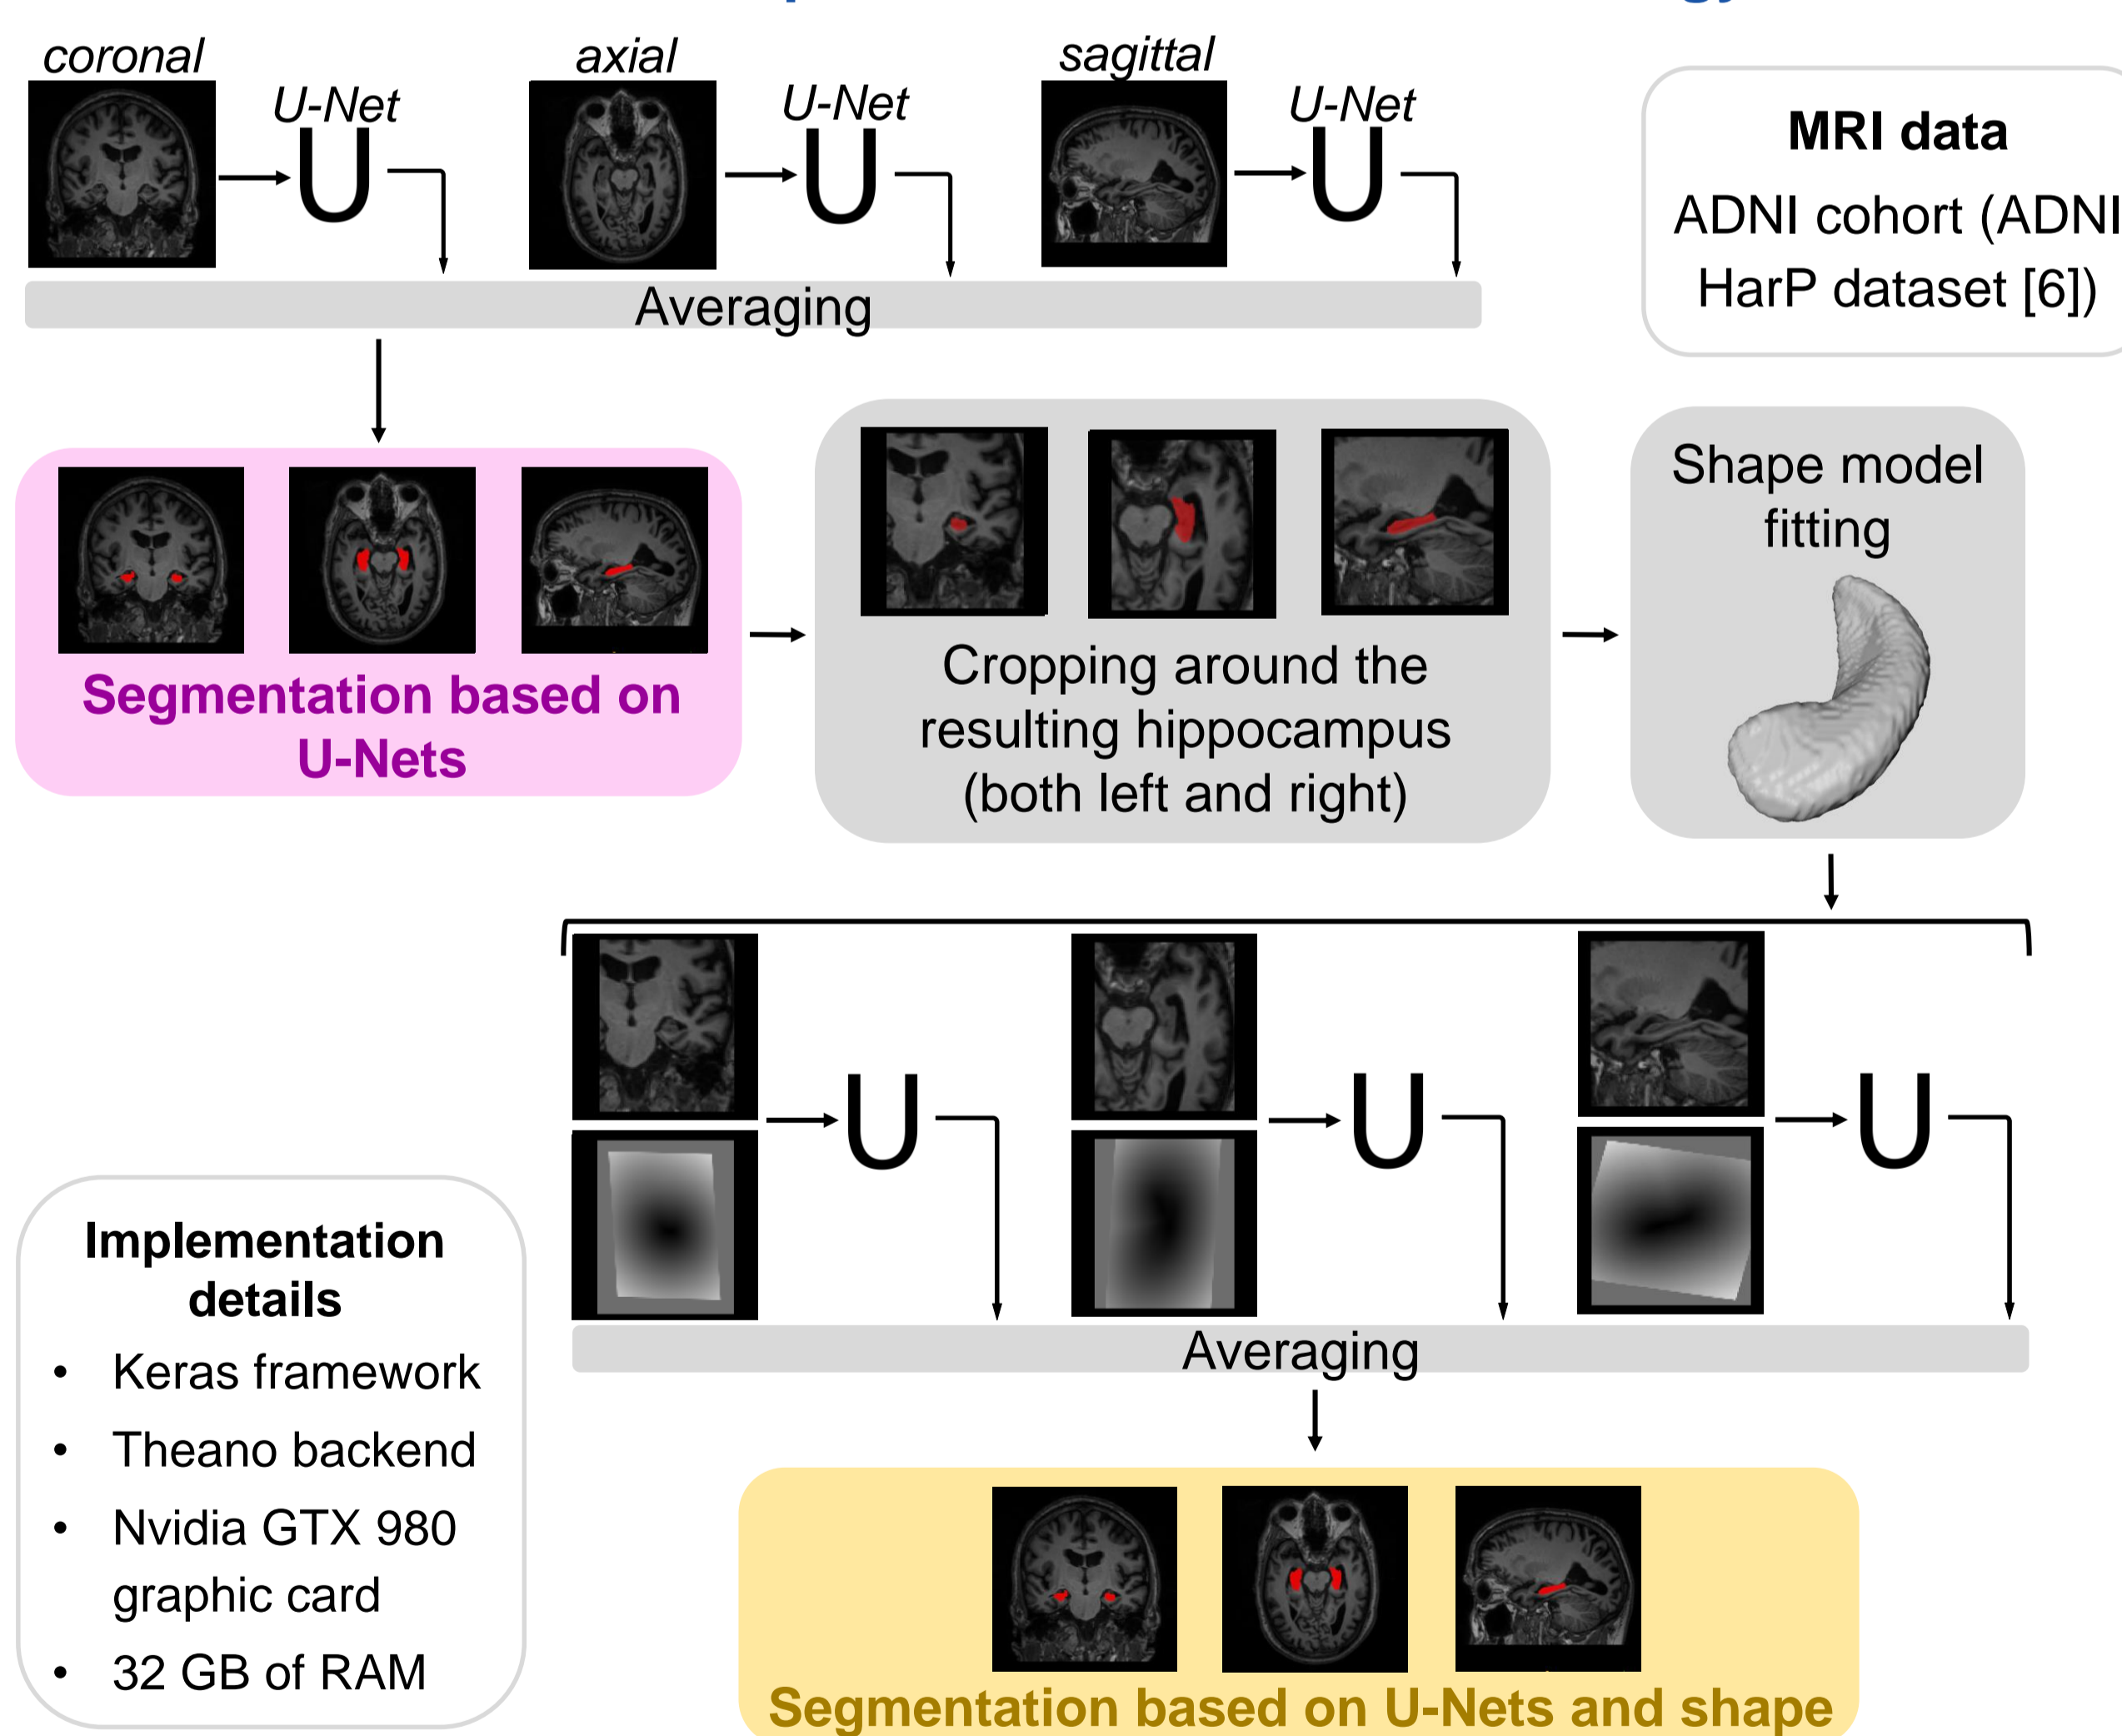 coronal
U-Net
U
axial
U-Net
U
sagittal
U-Net
U
Averaging
MRI data
ADNI cohort (ADNI
HarP dataset [6])
Segmentation based on
U-Nets
Cropping around the
resulting hippocampus
(both left and right)
Shape model
fitting
U
U
U
Averaging
Implementation
details
• Keras framework
• Theano backend
• Nvidia GTX 980
graphic card
• 32 GB of RAM
Segmentation based on U-Nets and shape